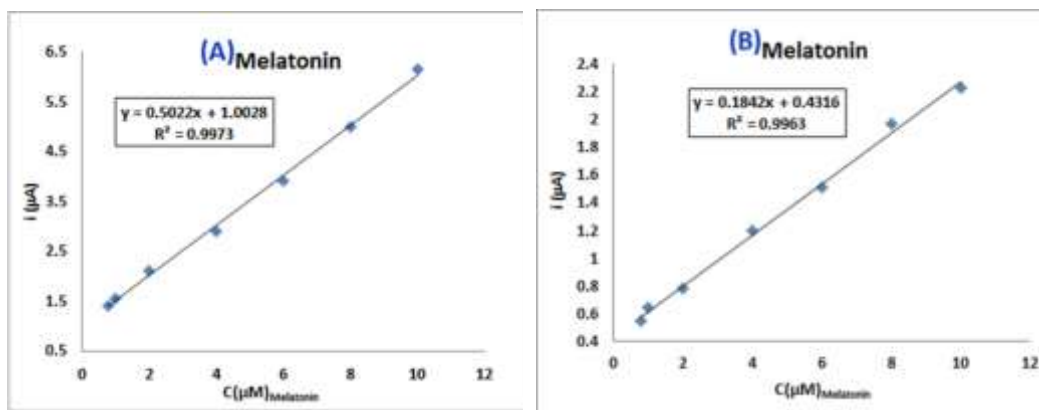 (A)Melatonin
6.5
5.5
4.5
3.5
2.5
1.5
0.5
i (µA)
y = 0.5022x + 1.0028
R² = 0.9973
0 2 4 6 8 10 12
C(µM)Melatonin
(B)Melatonin
2.4
2.2
2
1.8
1.6
1.4
1.2
1
0.8
0.6
0.4
i (µA)
y = 0.1842x + 0.4316
R² = 0.9963
0 2 4 6 8 10 12
C(µM)Melatonin